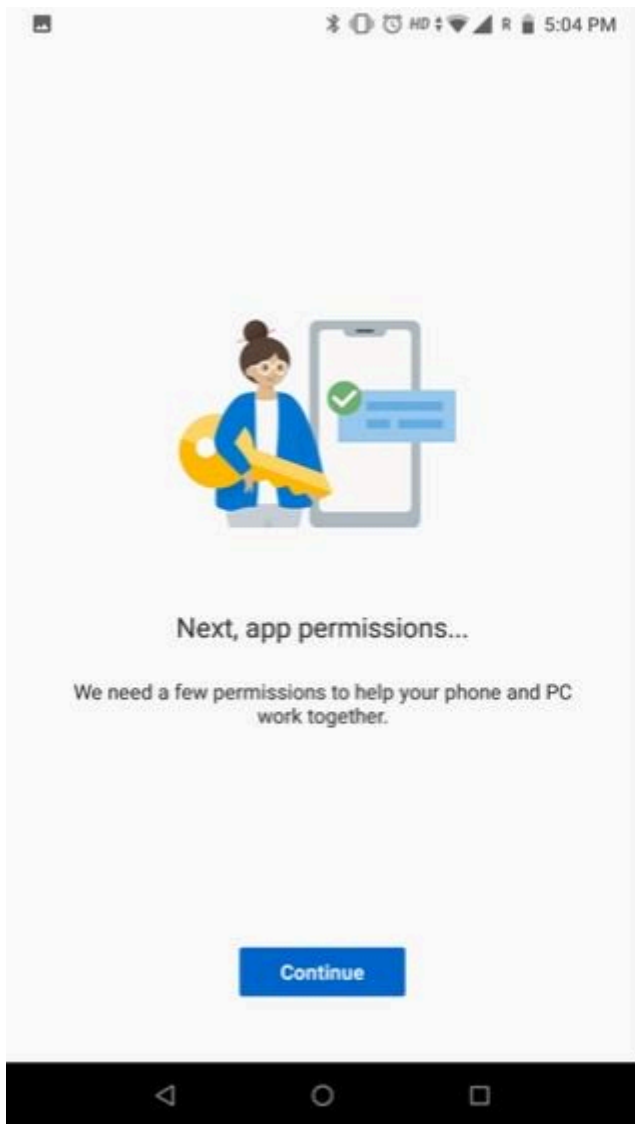 HD R 5:04 PM
Next, app permissions...
We need a few permissions to help your phone and PC
work together.
Continue